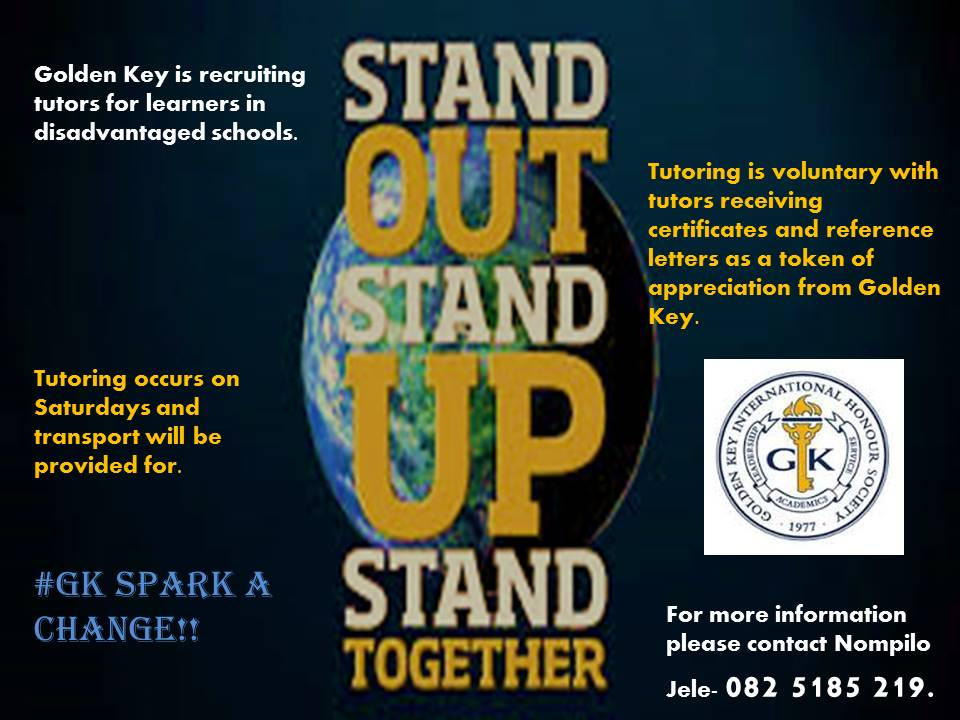 Golden Key is recruiting
tutors for learners in
disadvantaged schools.
Tutoring occurs on
Saturdays and
transport will be
provided for.
#GK SPARK A
CHANGE!!
STAND
OUT
STAND
UP
STAND
TOGETHER
Tutoring is voluntary with
tutors receiving
certificates and reference
letters as a token of
appreciation from Golden
Key.
GOLDEN KEY INTERNATIONAL HONOUR SOCIETY
LEADERSHIP
GK
SERVICE
ACADEMICS
· 1977 ·
For more information
please contact Nompilo
Jele- 082 5185 219.